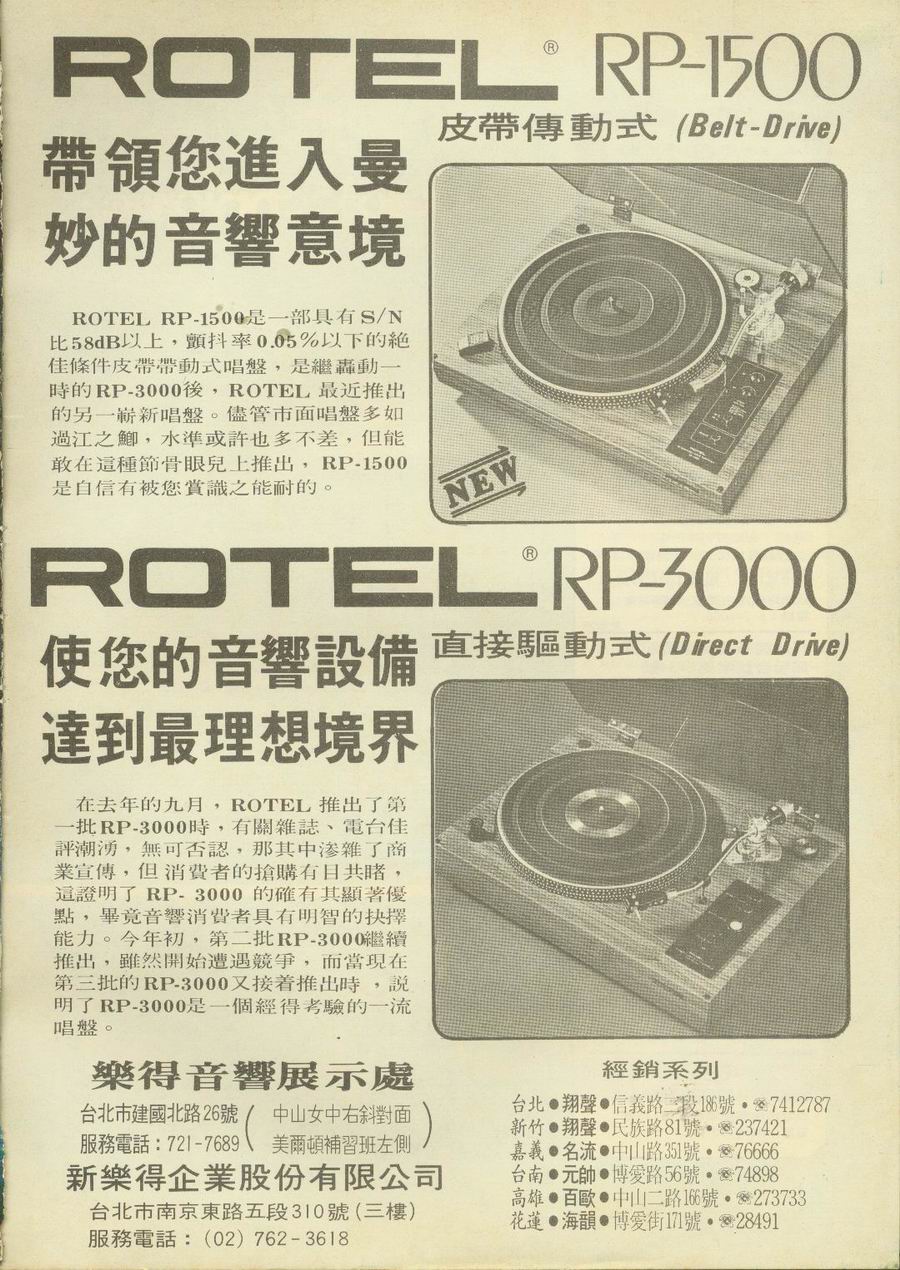 ROTEL® RP-1500
皮帶傳動式 (Belt-Drive)
帶領您進入曼
妙的音響意境
ROTEL RP-1500是一部具有S/N
比58dB以上，顫抖率0.05%以下的絕
佳條件皮帶帶動式唱盤，是繼轟動一
時的RP-3000後，ROTEL 最近推出
的另一嶄新唱盤。儘管市面唱盤多如
過江之鯽，水準或許也多不差，但能
敢在這種節骨眼兒上推出，RP-1500
是自信有被您賞識之能耐的。
NEW
ROTEL® RP-3000
直接驅動式 (Direct Drive)
使您的音響設備
達到最理想境界
在去年的九月，ROTEL 推出了第
一批RP-3000時，有關雜誌、電台佳
評潮湧，無可否認，那其中滲雜了商
業宣傳，但消費者的搶購有目共睹，
這證明了 RP- 3000 的確有其顯著優
點，畢竟音響消費者具有明智的抉擇
能力。今年初，第二批RP-3000繼續
推出，雖然開始遭遇競爭，而當現在
第三批的RP-3000又接着推出時，説
明了RP-3000是一個經得考驗的一流
唱盤。
樂得音響展示處
台北市建國北路26號（中山女中右斜對面
服務電話：721-7689 美爾頓補習班左側）
新樂得企業股份有限公司
台北市南京東路五段310號(三樓)
服務電話：(02) 762-3618
經銷系列
台北●翔聲●信義路三段186號・☎7412787
新竹●翔聲●民族路81號・☎237421
嘉義●名流●中山路351號・☎76666
台南●元帥●博愛路56號・☎74898
高雄●百歐●中山二路166號・☎273733
花蓮●海韻●博愛街171號・☎28491